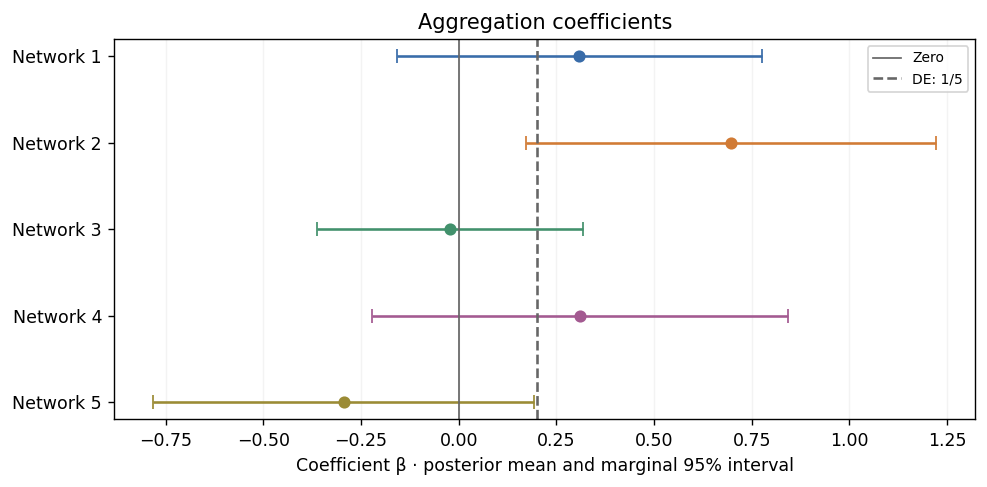 Aggregation coefficients
Network 1
Network 2
Network 3
Network 4
Network 5
Zero
DE: 1/5
−0.75 −0.50 −0.25 0.00 0.25 0.50 0.75 1.00 1.25
Coefficient β · posterior mean and marginal 95% interval